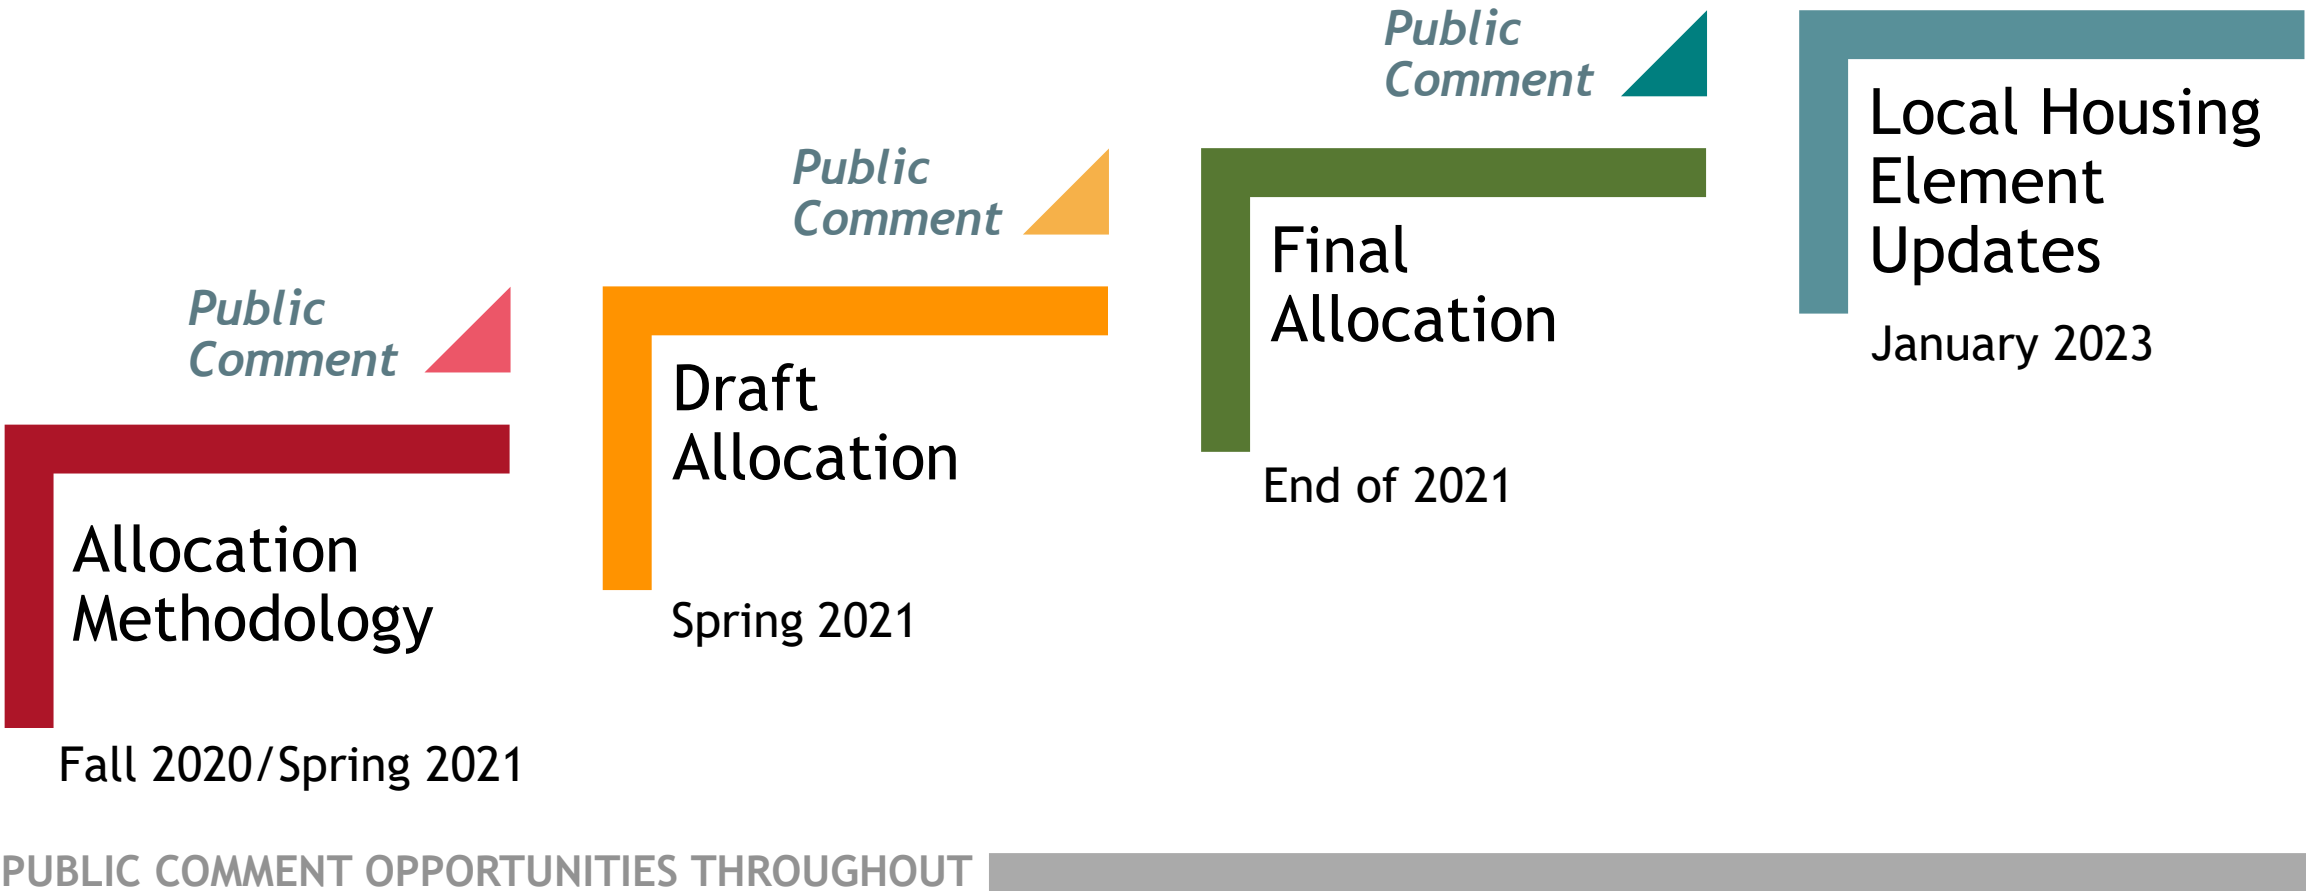 Public
Comment
Allocation
Methodology
Fall 2020/Spring 2021
Public
Comment
Draft
Allocation
Spring 2021
Public
Comment
Final
Allocation
End of 2021
Local Housing
Element
Updates
January 2023
PUBLIC COMMENT OPPORTUNITIES THROUGHOUT